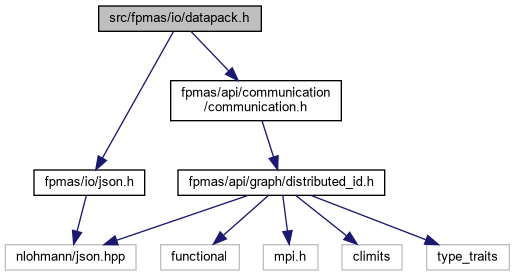 src/fpmas/io/datapack.h
fpmas/api/communication
/communication.h
fpmas/io/json.h
fpmas/api/graph/distributed_id.h
nlohmann/json.hpp
functional
mpi.h
climits
type_traits